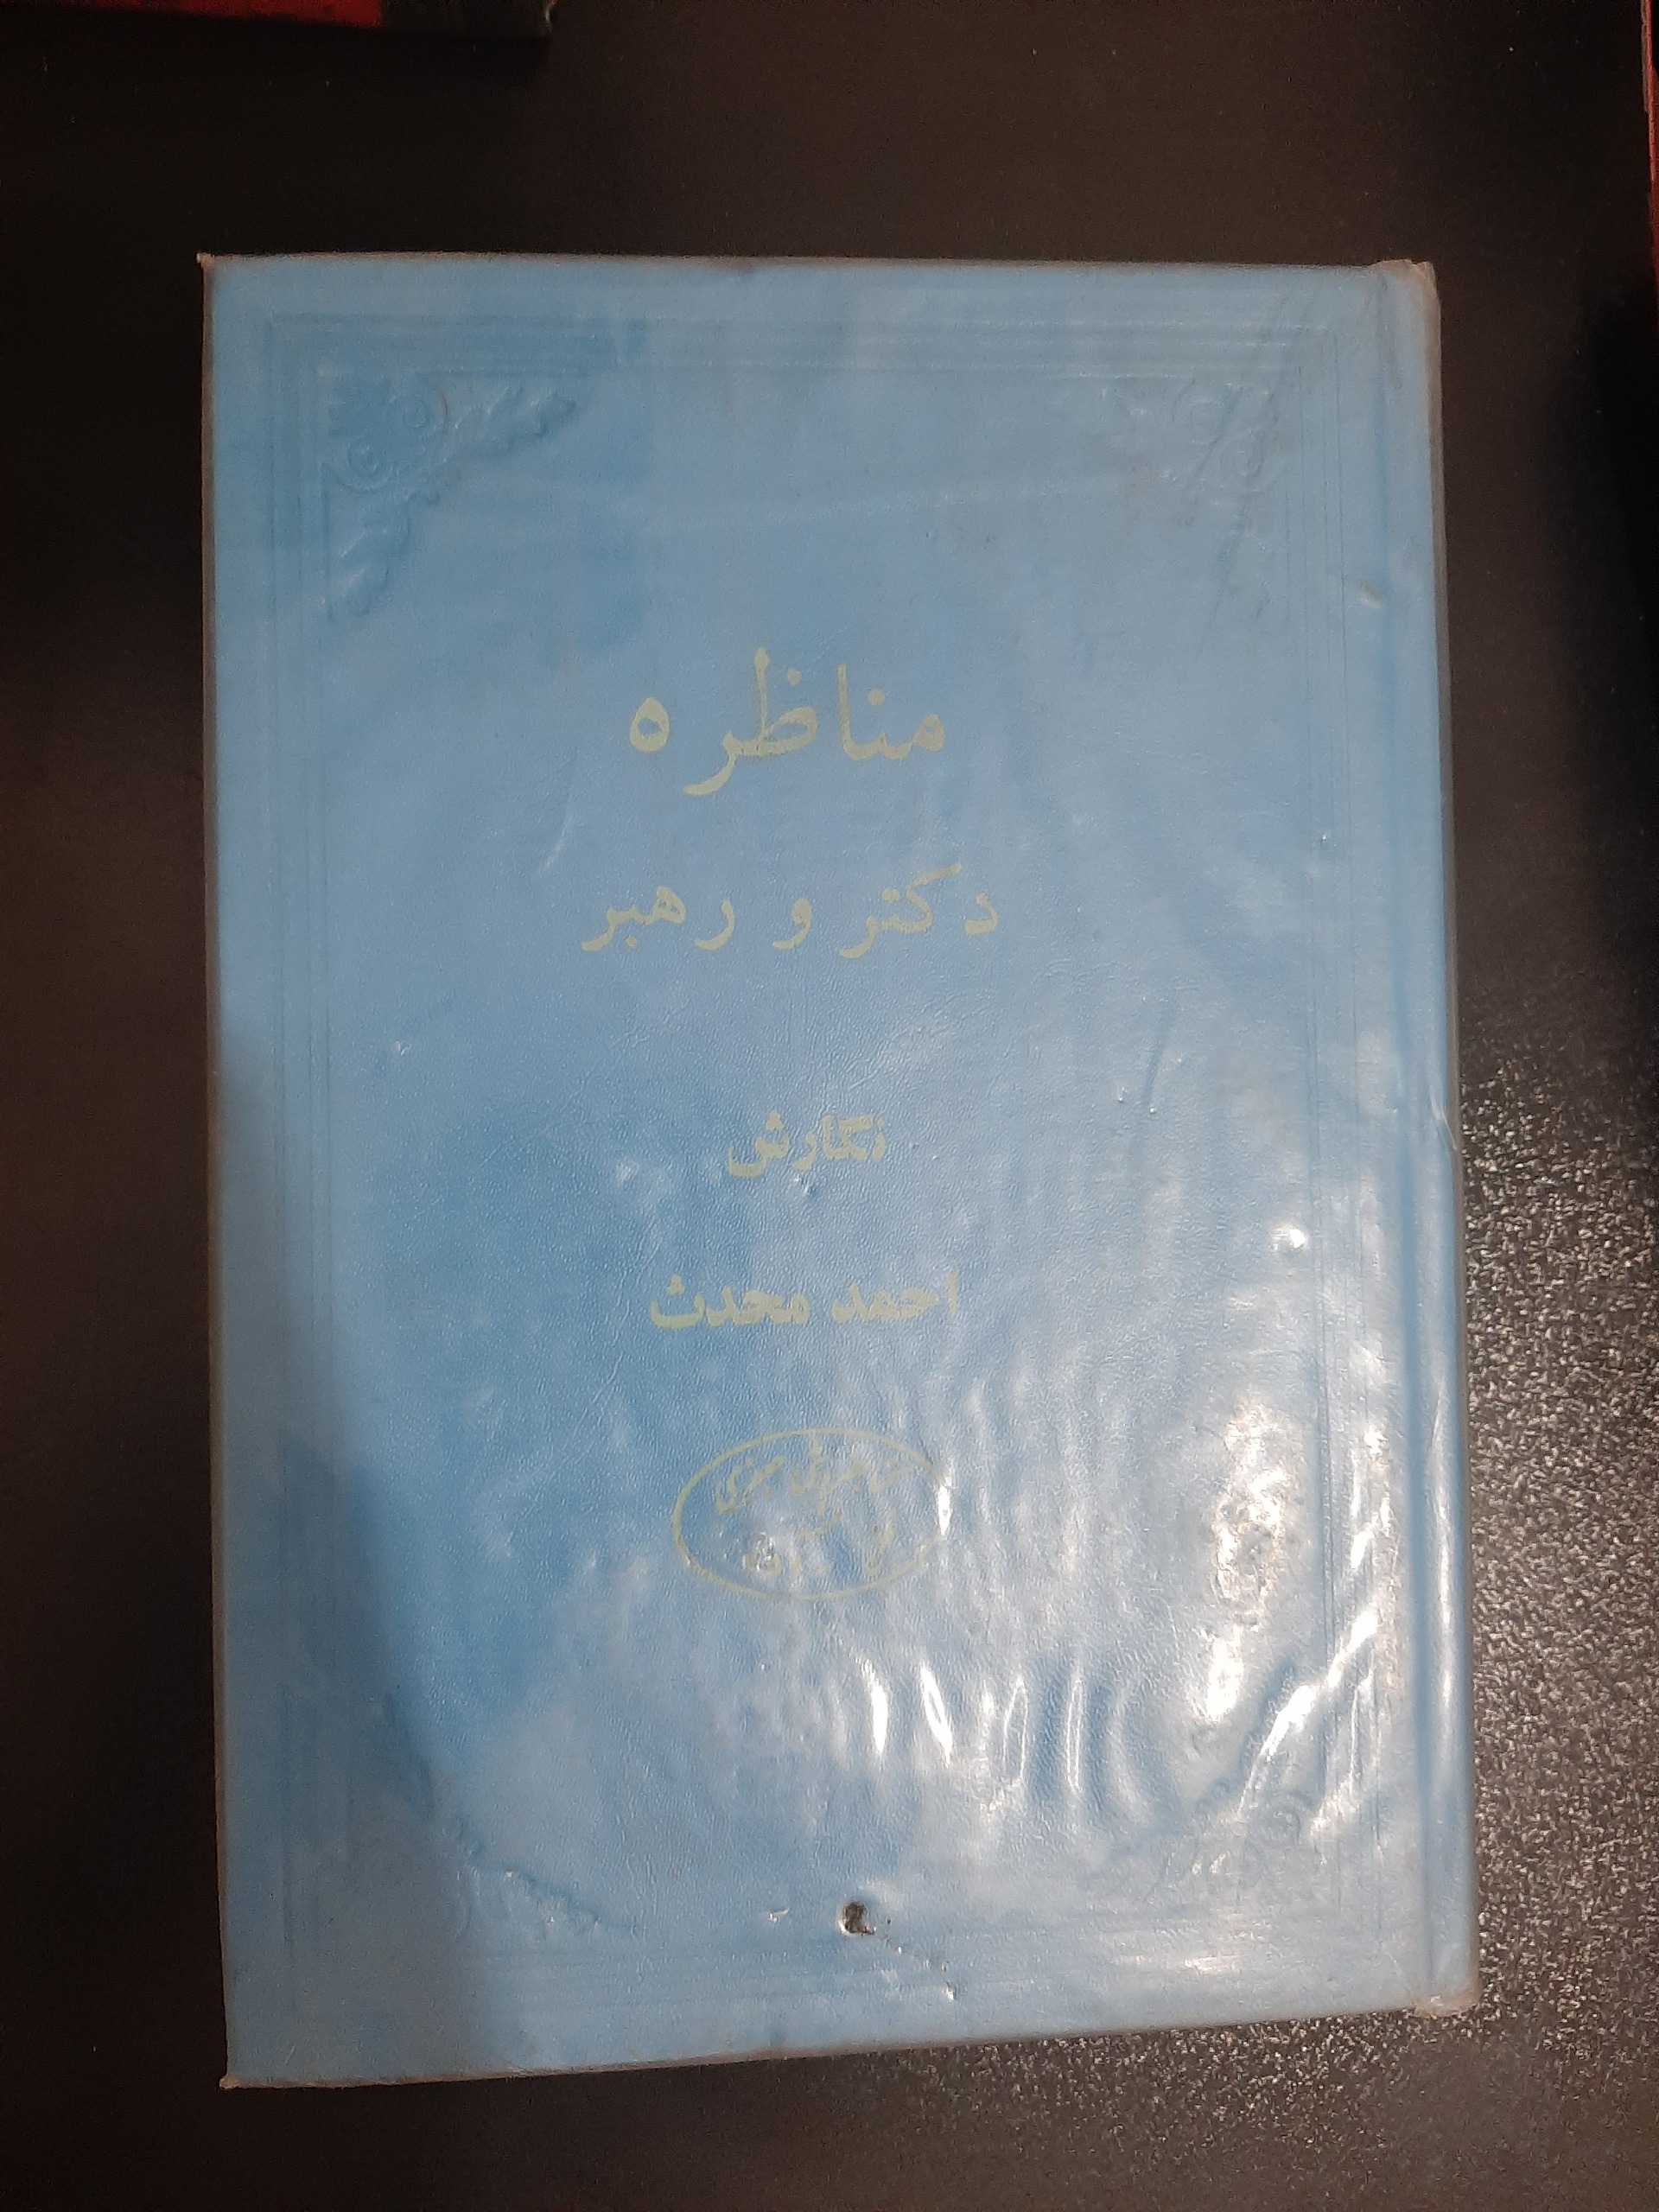 مناظره
دکتر و رهبر
نگارش
احمد محدث